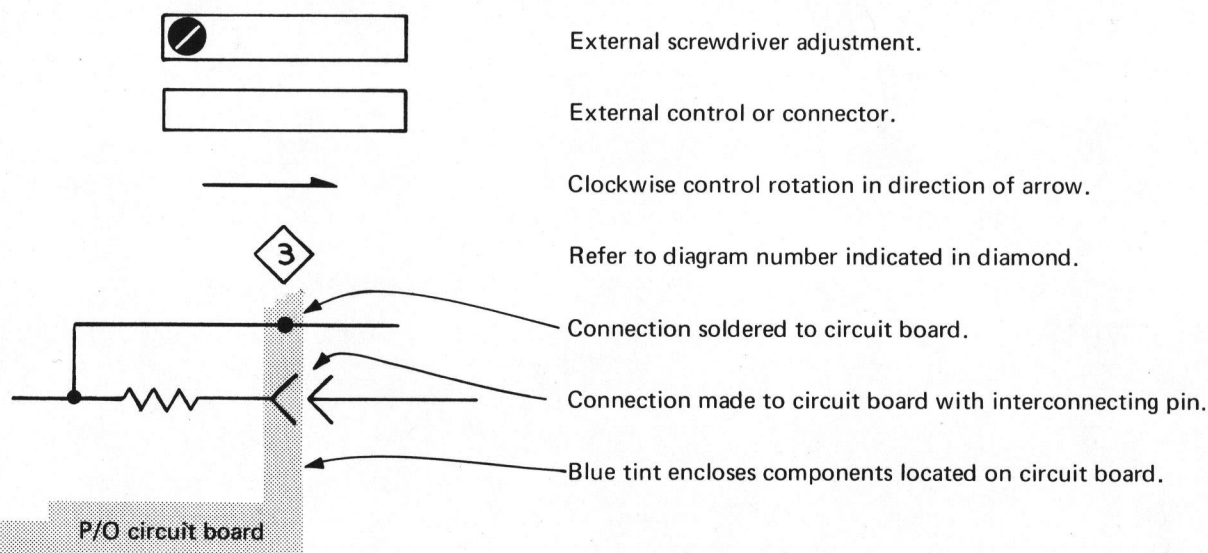 External screwdriver adjustment.
External control or connector.
Clockwise control rotation in direction of arrow.
3
Refer to diagram number indicated in diamond.
Connection soldered to circuit board.
Connection made to circuit board with interconnecting pin.
Blue tint encloses components located on circuit board.
P/O circuit board